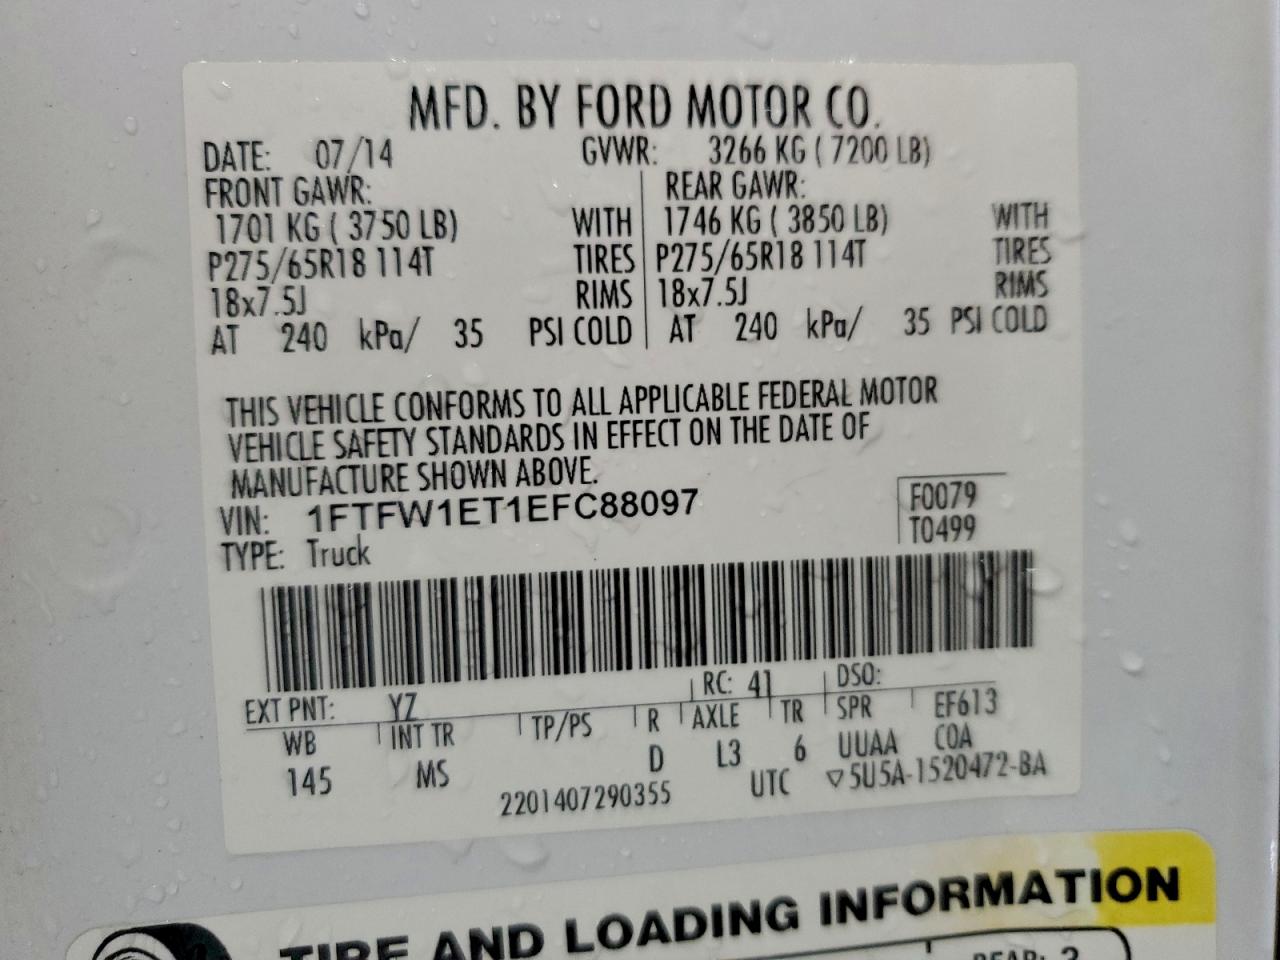 MFD. BY FORD MOTOR CO.
DATE: 07/14 GVWR: 3266 KG ( 7200 LB)
FRONT GAWR: REAR GAWR:
1701 KG ( 3750 LB) WITH 1746 KG ( 3850 LB) WITH
P275/65R18 114T TIRES P275/65R18 114T TIRES
18x7.5J RIMS 18x7.5J RIMS
AT 240 kPa/ 35 PSI COLD AT 240 kPa/ 35 PSI COLD
THIS VEHICLE CONFORMS TO ALL APPLICABLE FEDERAL MOTOR
VEHICLE SAFETY STANDARDS IN EFFECT ON THE DATE OF
MANUFACTURE SHOWN ABOVE.
VIN: 1FTFW1ET1EFC88097 F0079
TYPE: Truck T0499
EXT PNT: YZ RC: 41 DSO:
WB INT TR TP/PS R AXLE TR SPR EF613
145 MS D L3 6 UUAA COA
2201407290355 UTC ▽5U5A-1520472-BA
TIRE AND LOADING INFORMATION
REAR: 3